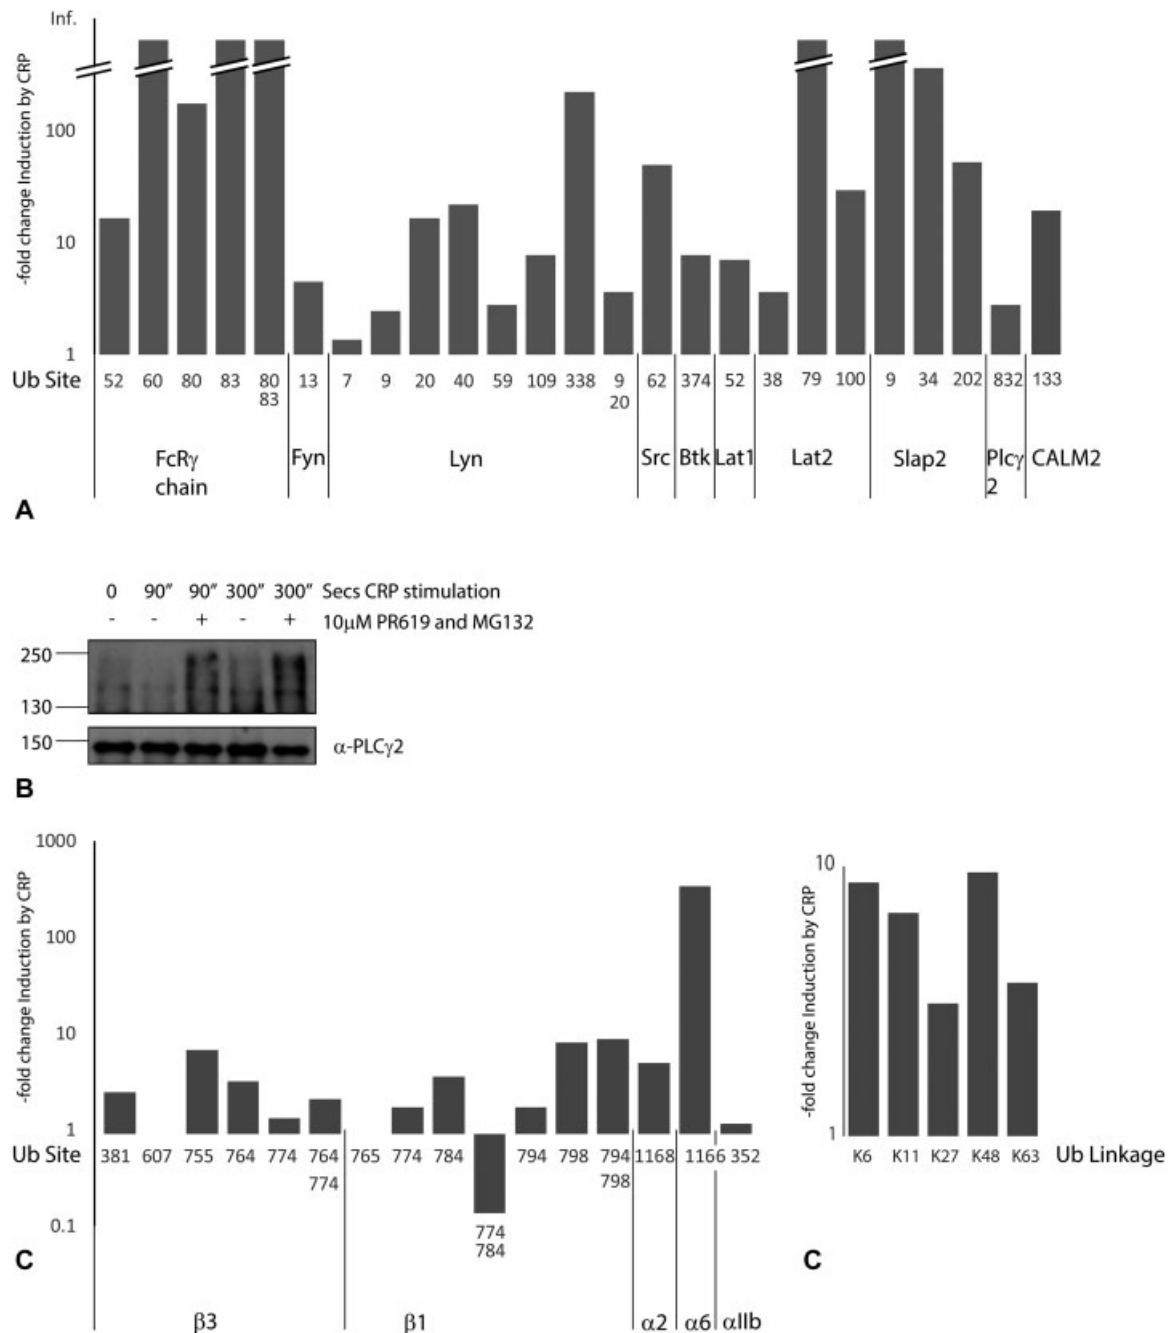 Inf.
100
10
1
-fold change Induction by CRP
Ub Site 52 60 80 83 80 13 7 9 20 40 59 109 338 9 62 374 52 38 79 100 9 34 202 832 133
83 20
FcRγ Fyn Lyn Src Btk Lat1 Lat2 Slap2 Plcγ CALM2
chain 2
A
0 90" 90" 300" 300" Secs CRP stimulation
- - + - + 10μM PR619 and MG132
250
130
150 α-PLCγ2
B
1000
100
10
1
0.1
-fold change Induction by CRP
Ub Site 381 607 755 764 774 764 765 774 784 794 798 794 1168 1166 352
774 798
774
784
β3 β1 α2 α6 αIIb
C
10
1
-fold change Induction by CRP
K6 K11 K27 K48 K63 Ub Linkage
C